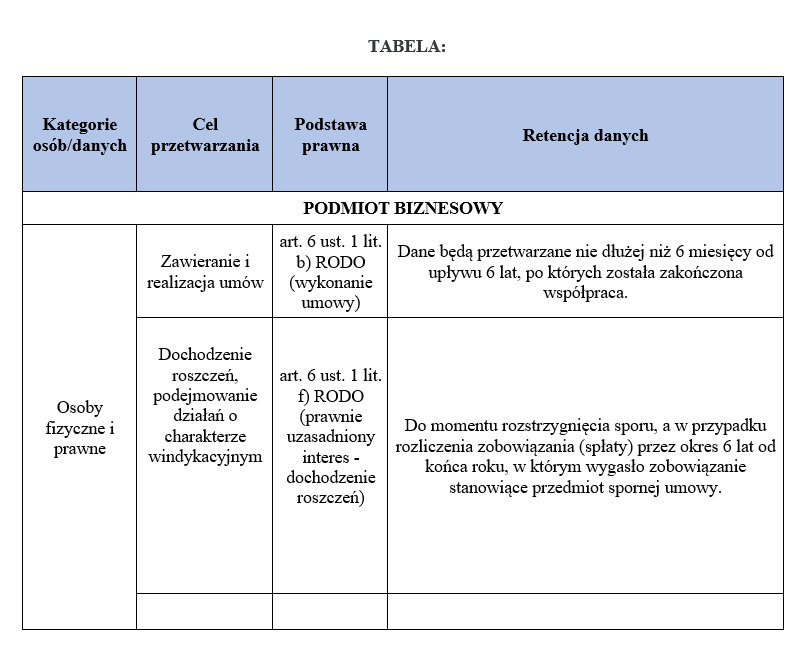 TABELA:
Kategorie
osób/danych
Cel
przetwarzania
Podstawa
prawna
Retencja danych
PODMIOT BIZNESOWY
Osoby
fizyczne i
prawne
Zawieranie i
realizacja umów
art. 6 ust. 1 lit.
b) RODO
(wykonanie
umowy)
Dane będą przetwarzane nie dłużej niż 6 miesięcy od
upływu 6 lat, po których została zakończona
współpraca.
Dochodzenie
roszczeń,
podejmowanie
działań o
charakterze
windykacyjnym
art. 6 ust. 1 lit.
f) RODO
(prawnie
uzasadniony
interes -
dochodzenie
roszczeń)
Do momentu rozstrzygnięcia sporu, a w przypadku
rozliczenia zobowiązania (spłaty) przez okres 6 lat od
końca roku, w którym wygasło zobowiązanie
stanowiące przedmiot spornej umowy.